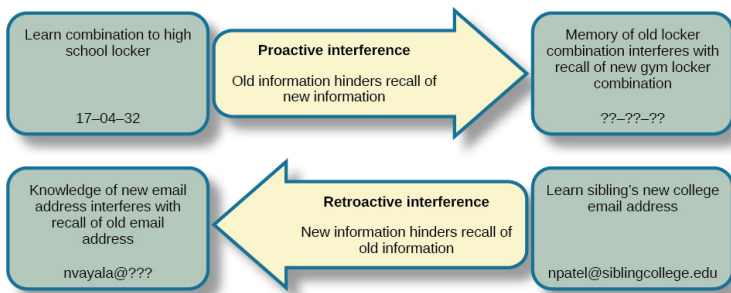 Learn combination to high
school locker
17–04–32
Proactive interference
Old information hinders recall of
new information
Memory of old locker
combination interferes with
recall of new gym locker
combination
??–??–??
Knowledge of new email
address interferes with
recall of old email
address
nvayala@???
Retroactive interference
New information hinders recall of
old information
Learn sibling's new college
email address
npatel@siblingcollege.edu